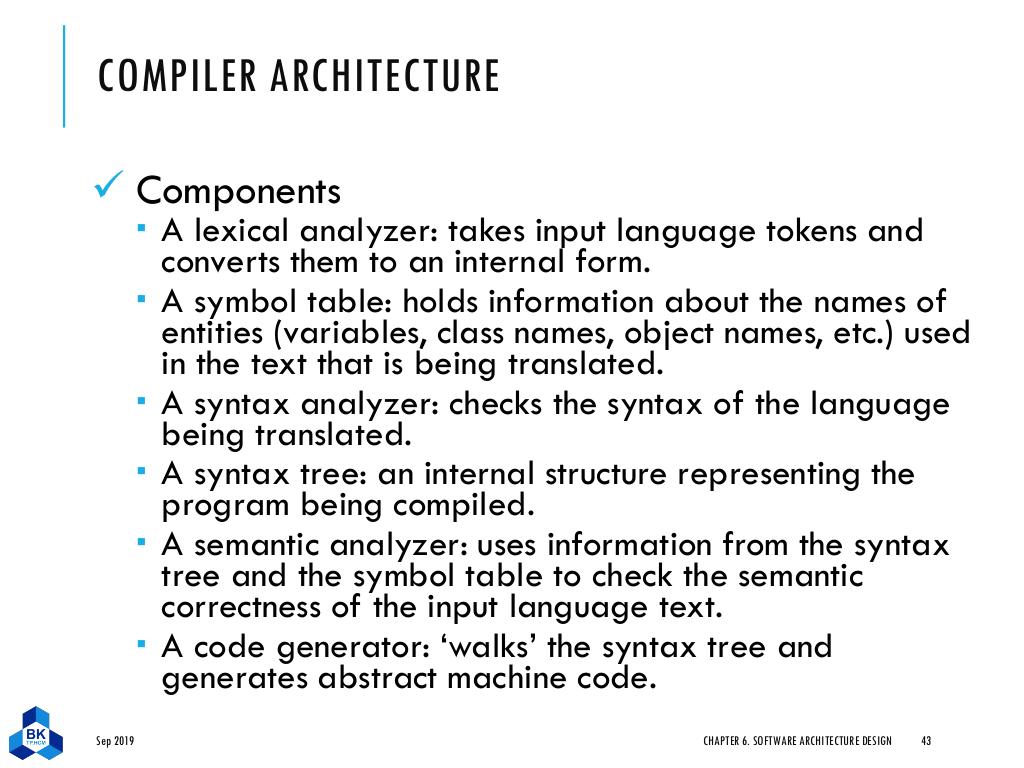 COMPILER ARCHITECTURE
Components
A lexical analyzer: takes input language tokens and
converts them to an internal form.
A symbol table: holds information about the names of
entities (variables, class names, object names, etc.) used
in the text that is being translated.
A syntax analyzer: checks the syntax of the language
being translated.
A syntax tree: an internal structure representing the
program being compiled.
A semantic analyzer: uses information from the syntax
tree and the symbol table to check the semantic
correctness of the input language text.
A code generator: ‘walks’ the syntax tree and
generates abstract machine code.
BK
TP.HCM
Sep 2019
CHAPTER 6. SOFTWARE ARCHITECTURE DESIGN
43